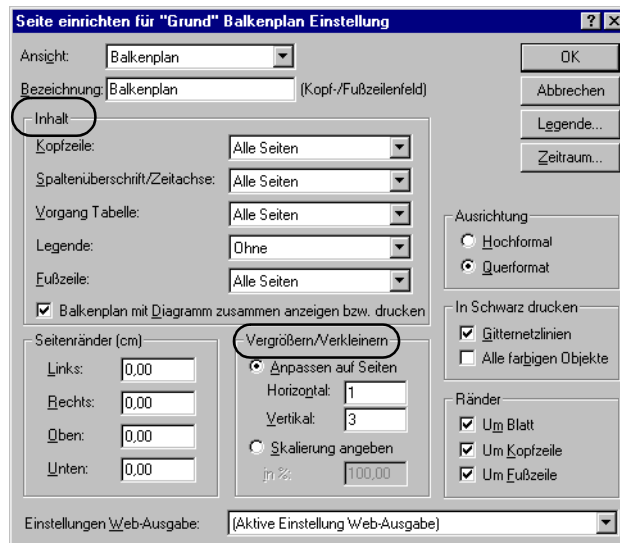 Seite einrichten für "Grund" Balkenplan Einstellung
Ansicht: Balkenplan
Bezeichnung: Balkenplan (Kopf-/Fußzeilenfeld)
OK
Abbrechen
Legende...
Zeitraum...
Inhalt
Kopfzeile: Alle Seiten
Spaltenüberschrift/Zeitachse: Alle Seiten
Vorgang Tabelle: Alle Seiten
Legende: Ohne
Fußzeile: Alle Seiten
Balkenplan mit Diagramm zusammen anzeigen bzw. drucken
Ausrichtung
Hochformat
Querformat
In Schwarz drucken
Gitternetzlinien
Alle farbigen Objekte
Seitenränder (cm)
Links: 0,00
Rechts: 0,00
Oben: 0,00
Unten: 0,00
Vergrößern/Verkleinern
Anpassen auf Seiten
Horizontal: 1
Vertikal: 3
Skalierung angeben
in %: 100,00
Ränder
Um Blatt
Um Kopfzeile
Um Fußzeile
Einstellungen Web-Ausgabe: (Aktive Einstellung Web-Ausgabe)